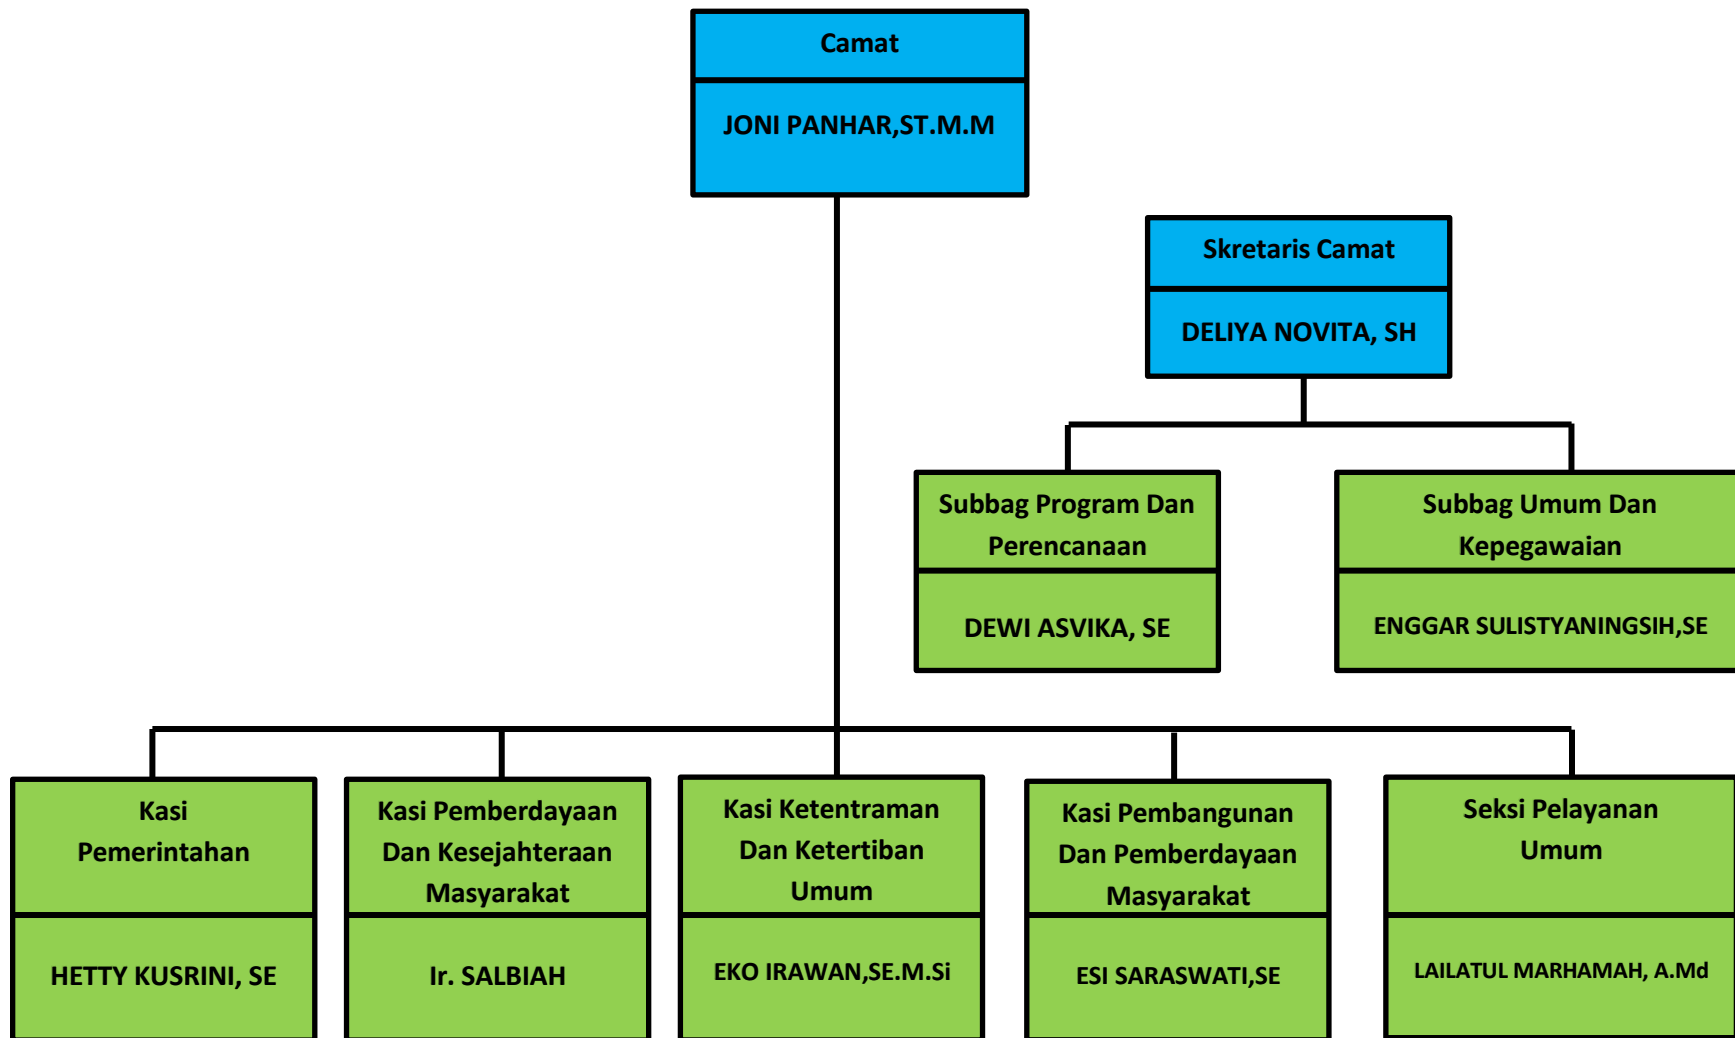 Camat
JONI PANHAR,ST.M.M
Skretaris Camat
DELIYA NOVITA, SH
Subbag Program Dan
Perencanaan
DEWI ASVIKA, SE
Subbag Umum Dan
Kepegawaian
ENGGAR SULISTYANINGSIH,SE
Kasi
Pemerintahan
HETTY KUSRINI, SE
Kasi Pemberdayaan
Dan Kesejahteraan
Masyarakat
Ir. SALBIAH
Kasi Ketentraman
Dan Ketertiban
Umum
EKO IRAWAN,SE.M.Si
Kasi Pembangunan
Dan Pemberdayaan
Masyarakat
ESI SARASWATI,SE
Seksi Pelayanan
Umum
LAILATUL MARHAMAH, A.Md